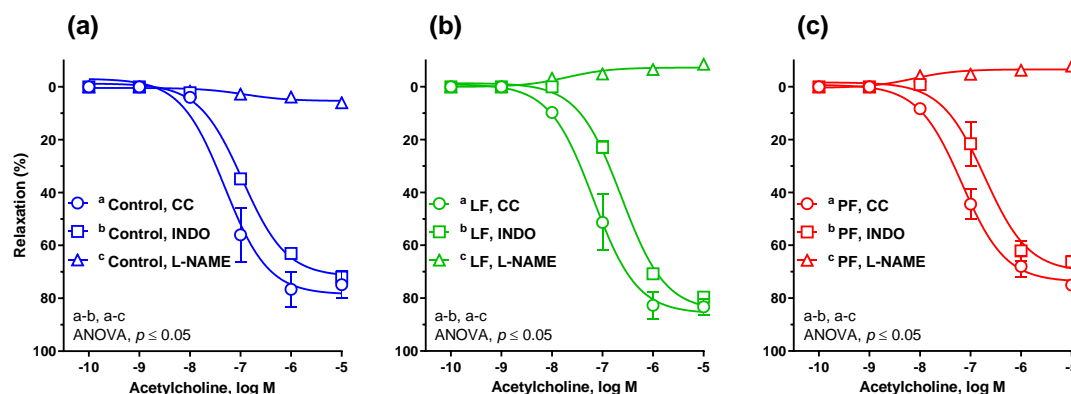 (a)
(b)
(c)
Relaxation (%)
0
20
40
60
80
100
a Control, CC
b Control, INDO
c Control, L-NAME
a-b, a-c
ANOVA, p ≤ 0.05
-10 -9 -8 -7 -6 -5
Acetylcholine, log M
0
20
40
60
80
100
a LF, CC
b LF, INDO
c LF, L-NAME
a-b, a-c
ANOVA, p ≤ 0.05
-10 -9 -8 -7 -6 -5
Acetylcholine, log M
0
20
40
60
80
100
a PF, CC
b PF, INDO
c PF, L-NAME
a-b, a-c
ANOVA, p ≤ 0.05
-10 -9 -8 -7 -6 -5
Acetylcholine, log M